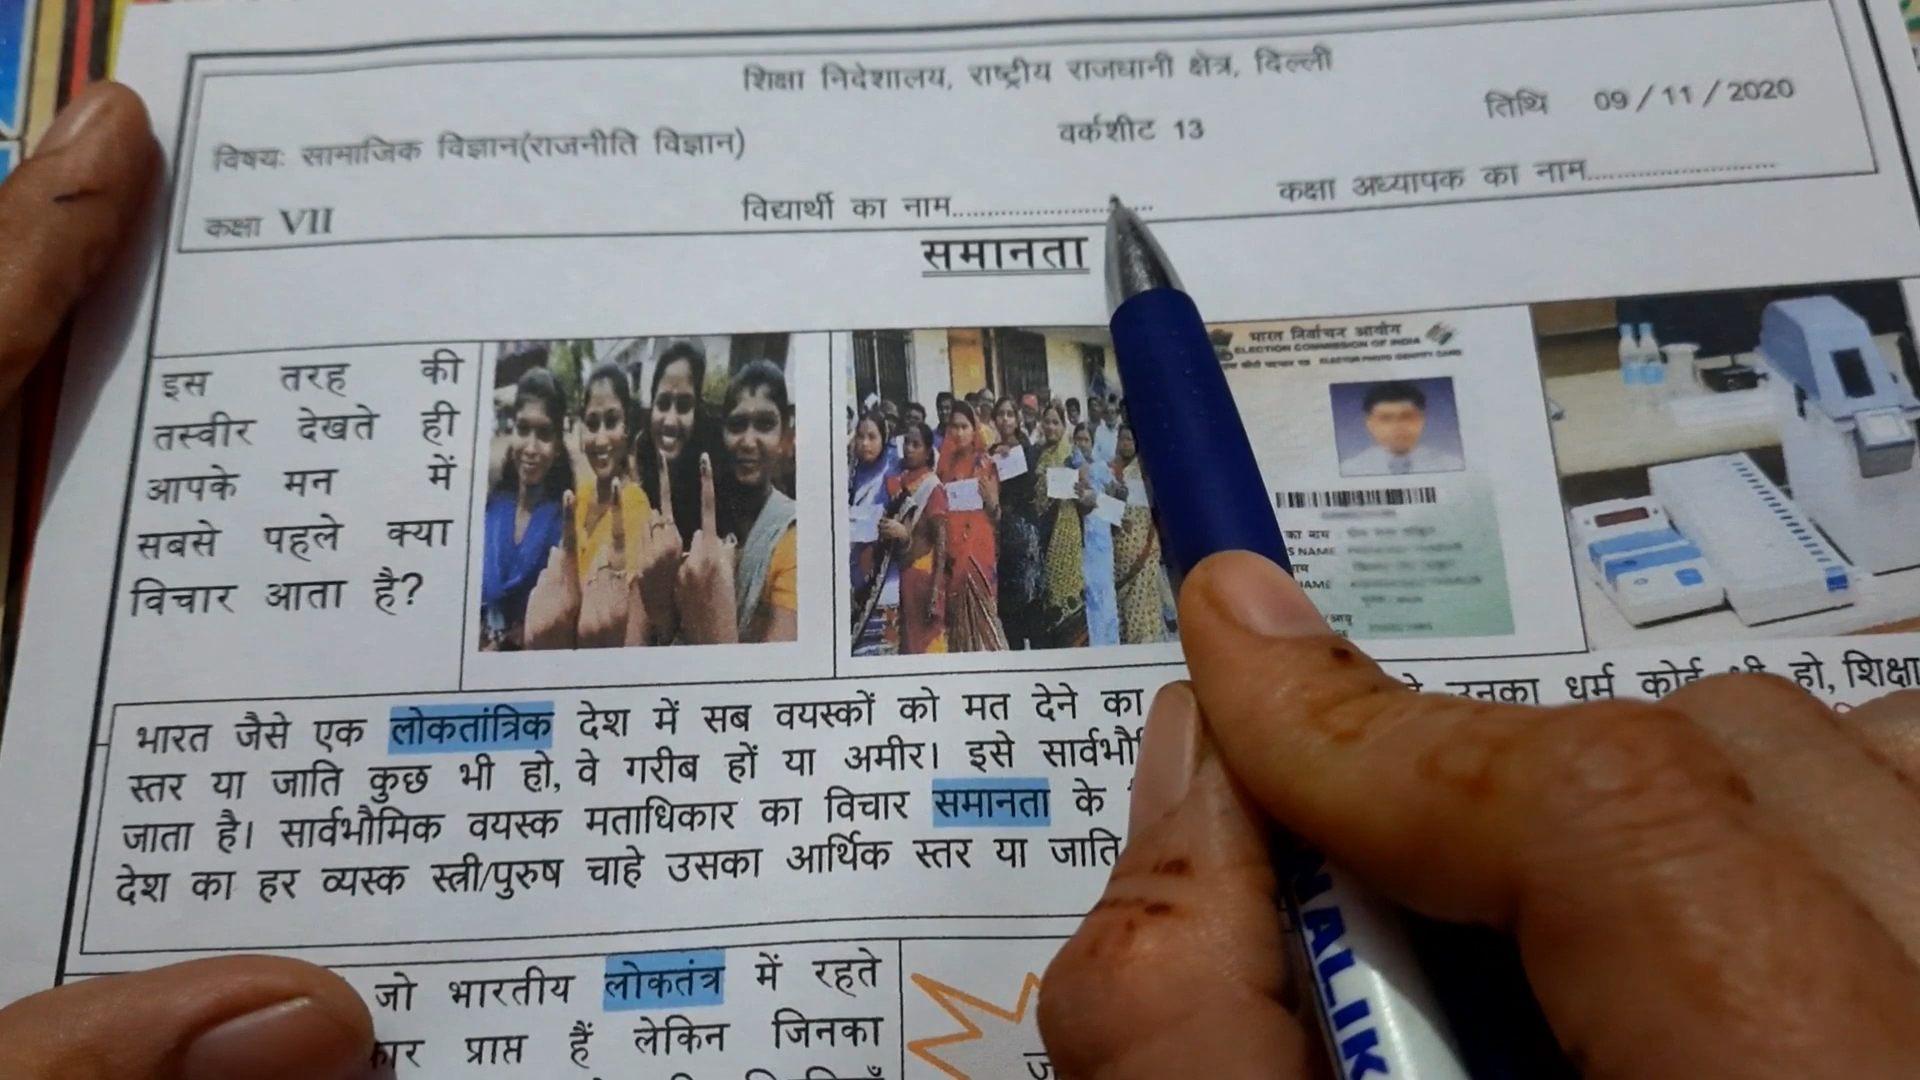 शिक्षा निदेशालय, राष्ट्रीय राजधानी क्षेत्र, दिल्ली
तिथि 09/11/2020
विषयः सामाजिक विज्ञान(राजनीति विज्ञान)
वर्कशीट 13
कक्षा VII
विद्यार्थी का नाम..............................
कक्षा अध्यापक का नाम............................
समानता
इस तरह की
तस्वीर देखते ही
आपके मन में
सबसे पहले क्या
विचार आता है?
भारत निर्वाचन आयोग
ELECTION COMMISSION OF INDIA
भारत जैसे एक लोकतांत्रिक देश में सब वयस्कों को मत देने का उनका धर्म कोई भी हो, शिक्षा
स्तर या जाति कुछ भी हो, वे गरीब हों या अमीर। इसे
जाता है। सार्वभौमिक वयस्क मताधिकार का विचार समानता के
देश का हर व्यस्क स्त्री/पुरुष चाहे उसका आर्थिक स्तर या जाति
जो भारतीय लोकतंत्र में रहते
प्राप्त हैं लेकिन जिनका
NALIK